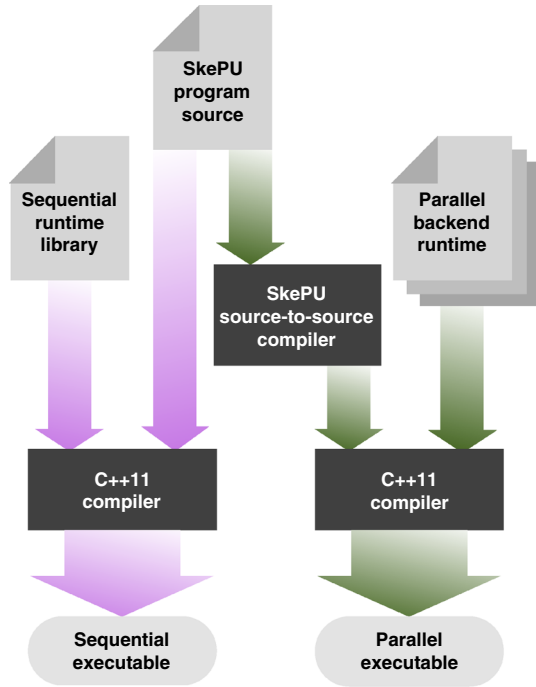 SkePU
program
source
Sequential
runtime
library
Parallel
backend
runtime
SkePU
source-to-source
compiler
C++11
compiler
C++11
compiler
Sequential
executable
Parallel
executable